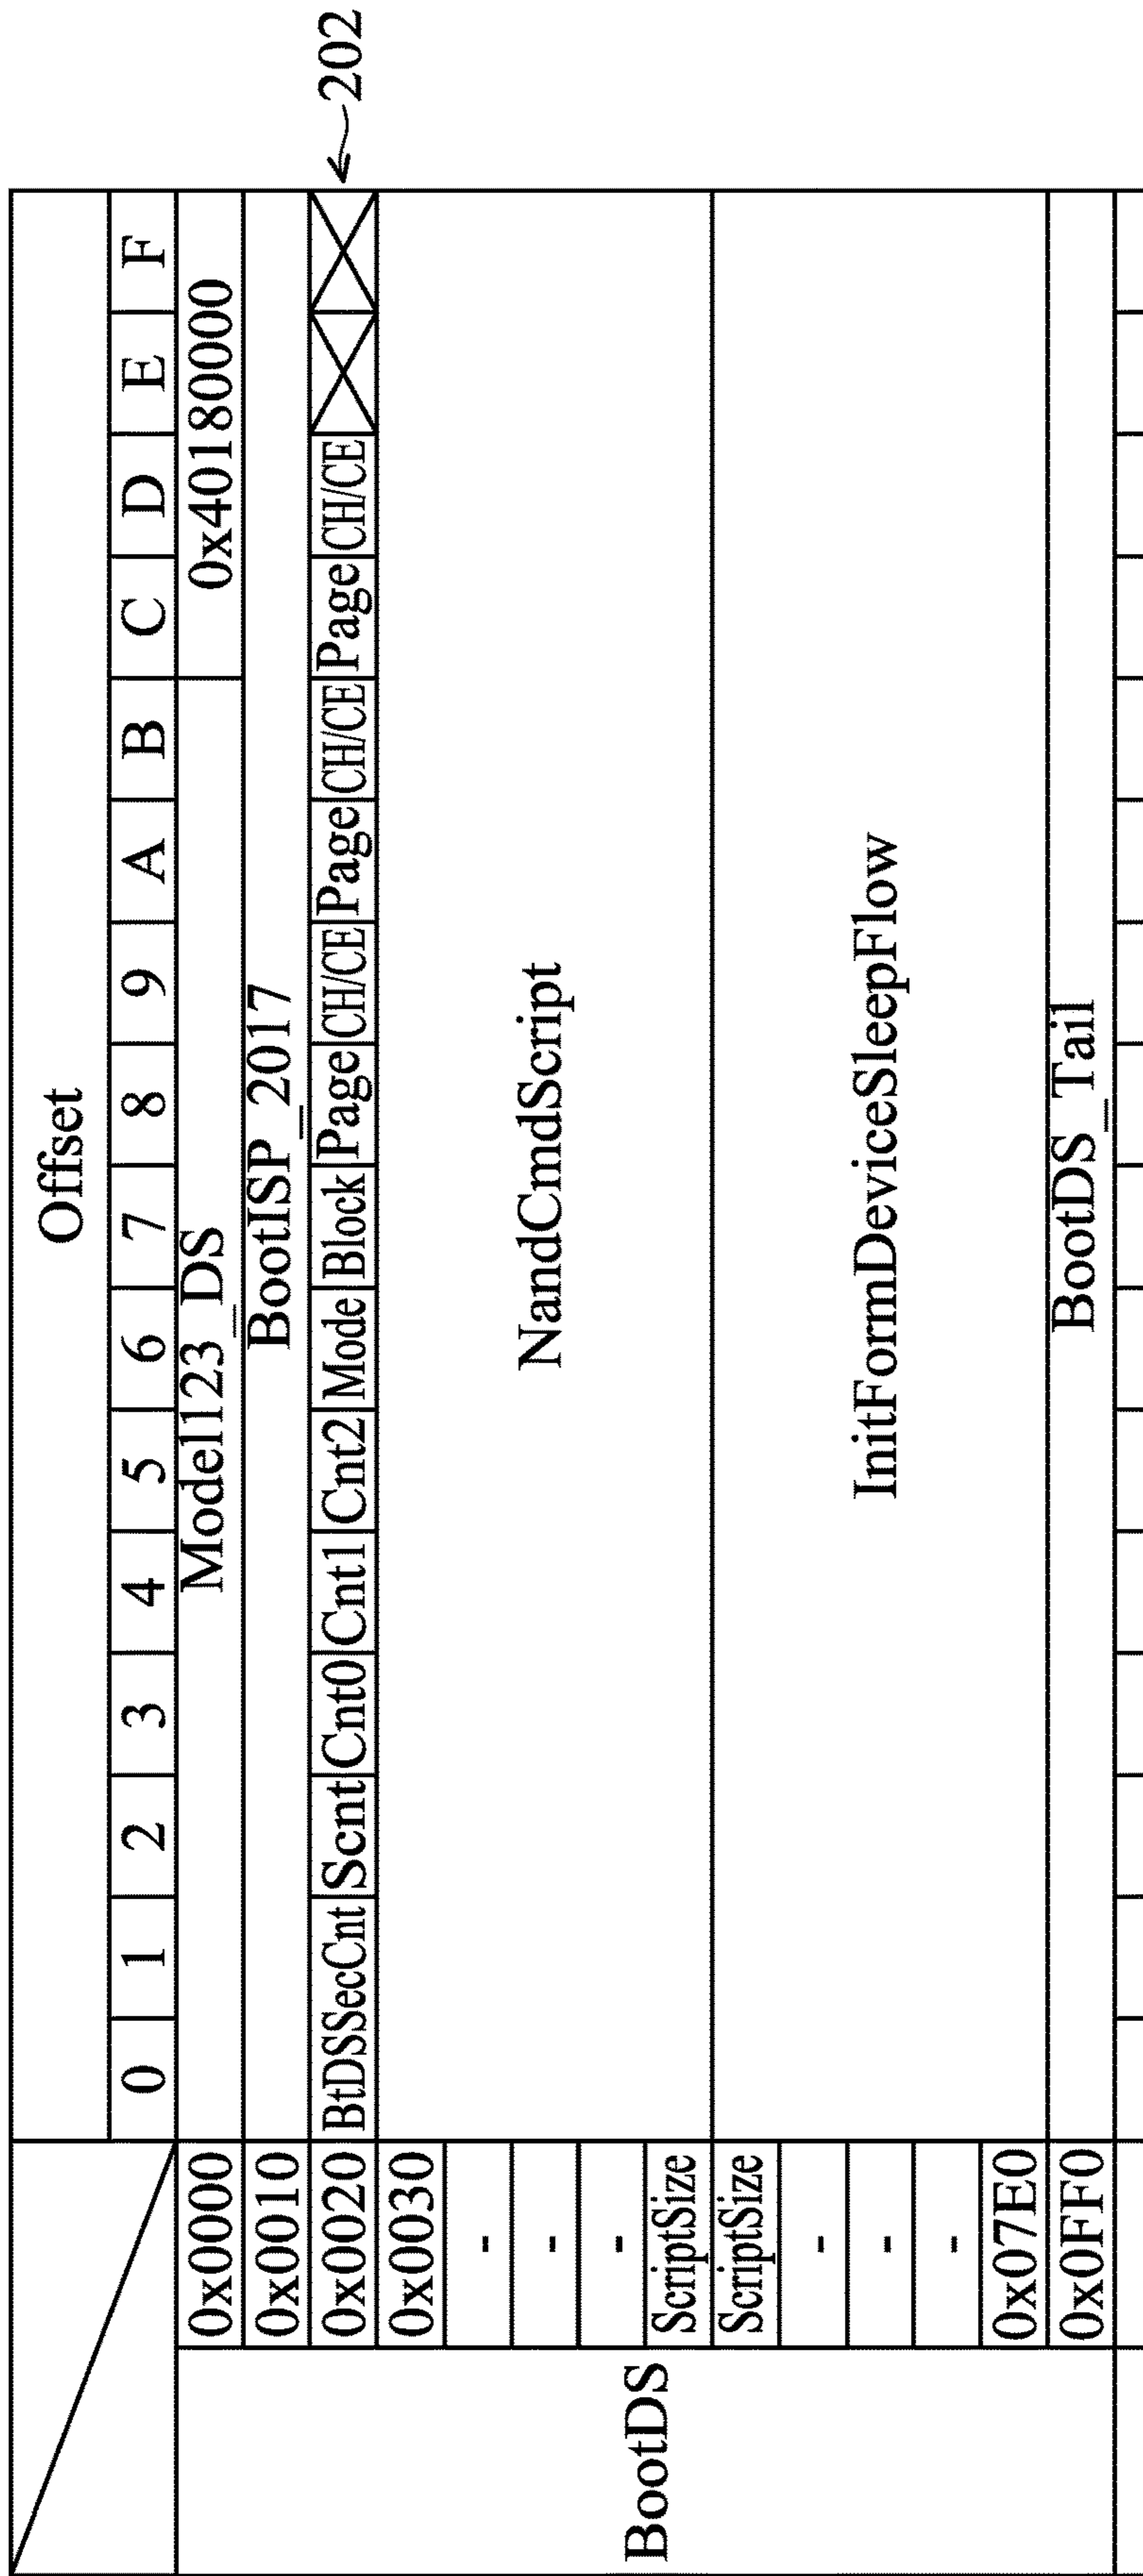 Offset
0 1 2 3 4 5 6 7 8 9 A B C D E F
BootDS
0x0000 Model123_DS 0x40180000
0x0010 BootISP_2017
0x0020 BtDSSecCnt Scnt Cnt0 Cnt1 Cnt2 Mode Block Page CH/CE Page CH/CE Page CH/CE 202
0x0030 NandCmdScript
-
-
-
ScriptSize
ScriptSize InitFormDeviceSleepFlow
-
-
-
0x07E0
0x0FF0 BootDS_Tail